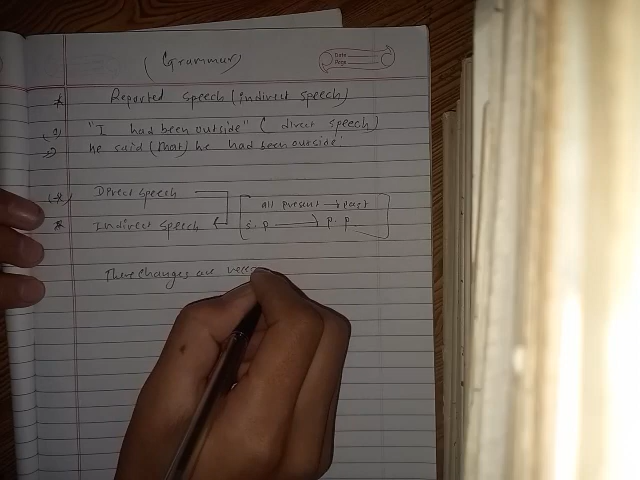 (Grammur)
Date
Page
* Reported speech (indirect speech)
"I had been outside" (direct speech)
he said (that) he had been outside'
Direct speech
all present → past
* Indirect speech
s. p → p. p
Three changes are